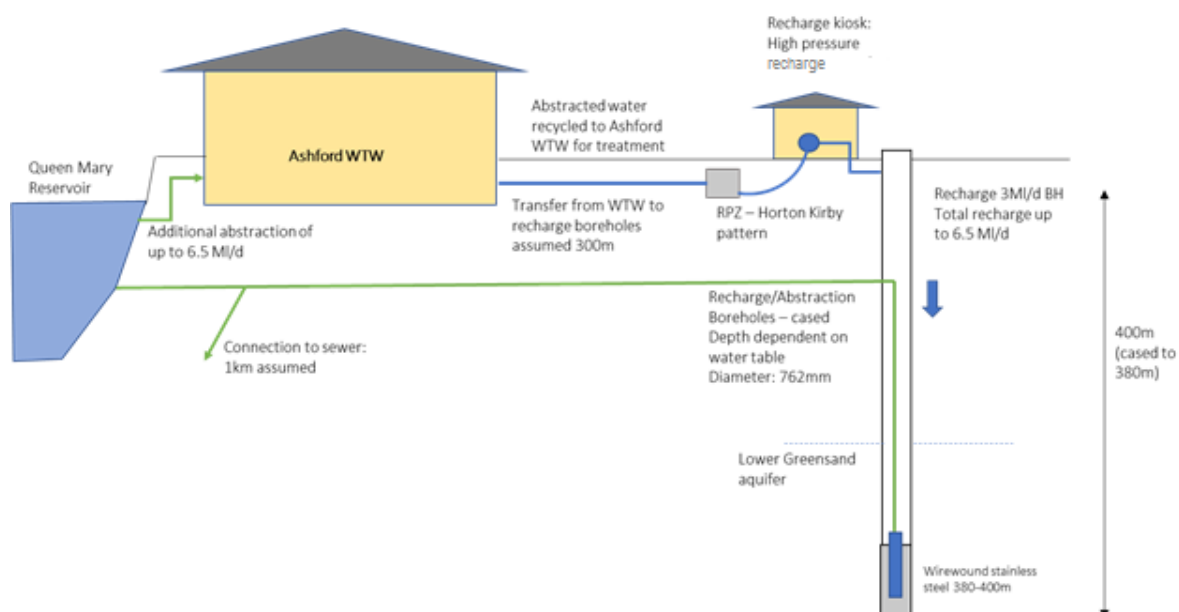 Recharge kiosk:
High pressure
recharge
Abstracted water
recycled to Ashford
WTW for treatment
Ashford WTW
Queen Mary
Reservoir
Additional abstraction of
up to 6.5 Ml/d
Transfer from WTW to
recharge boreholes
assumed 300m
RPZ – Horton Kirby
pattern
Recharge 3Ml/d BH
Total recharge up
to 6.5 Ml/d
Connection to sewer:
1km assumed
Recharge/Abstraction
Boreholes – cased
Depth dependent on
water table
Diameter: 762mm
400m
(cased to
380m)
Lower Greensand
aquifer
Wirewound stainless
steel 380-400m